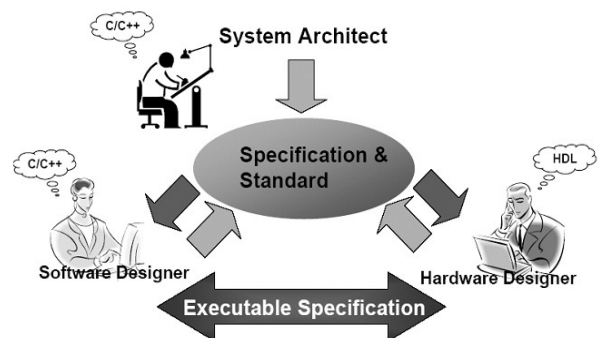 C/C++
System Architect
Specification &
Standard
C/C++
HDL
Software Designer
Hardware Designer
Executable Specification